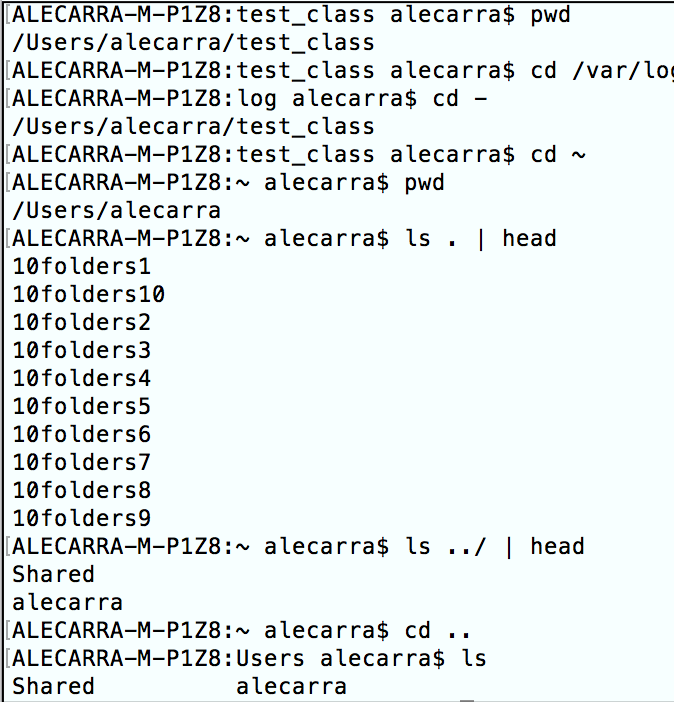 [ALECARRA-M-P1Z8:test_class alecarra$ pwd
/Users/alecarra/test_class
[ALECARRA-M-P1Z8:test_class alecarra$ cd /var/log
[ALECARRA-M-P1Z8:log alecarra$ cd -
/Users/alecarra/test_class
[ALECARRA-M-P1Z8:test_class alecarra$ cd ~
[ALECARRA-M-P1Z8:~ alecarra$ pwd
/Users/alecarra
[ALECARRA-M-P1Z8:~ alecarra$ ls . | head
10folders1
10folders10
10folders2
10folders3
10folders4
10folders5
10folders6
10folders7
10folders8
10folders9
[ALECARRA-M-P1Z8:~ alecarra$ ls ../ | head
Shared
alecarra
[ALECARRA-M-P1Z8:~ alecarra$ cd ..
[ALECARRA-M-P1Z8:Users alecarra$ ls
Shared          alecarra